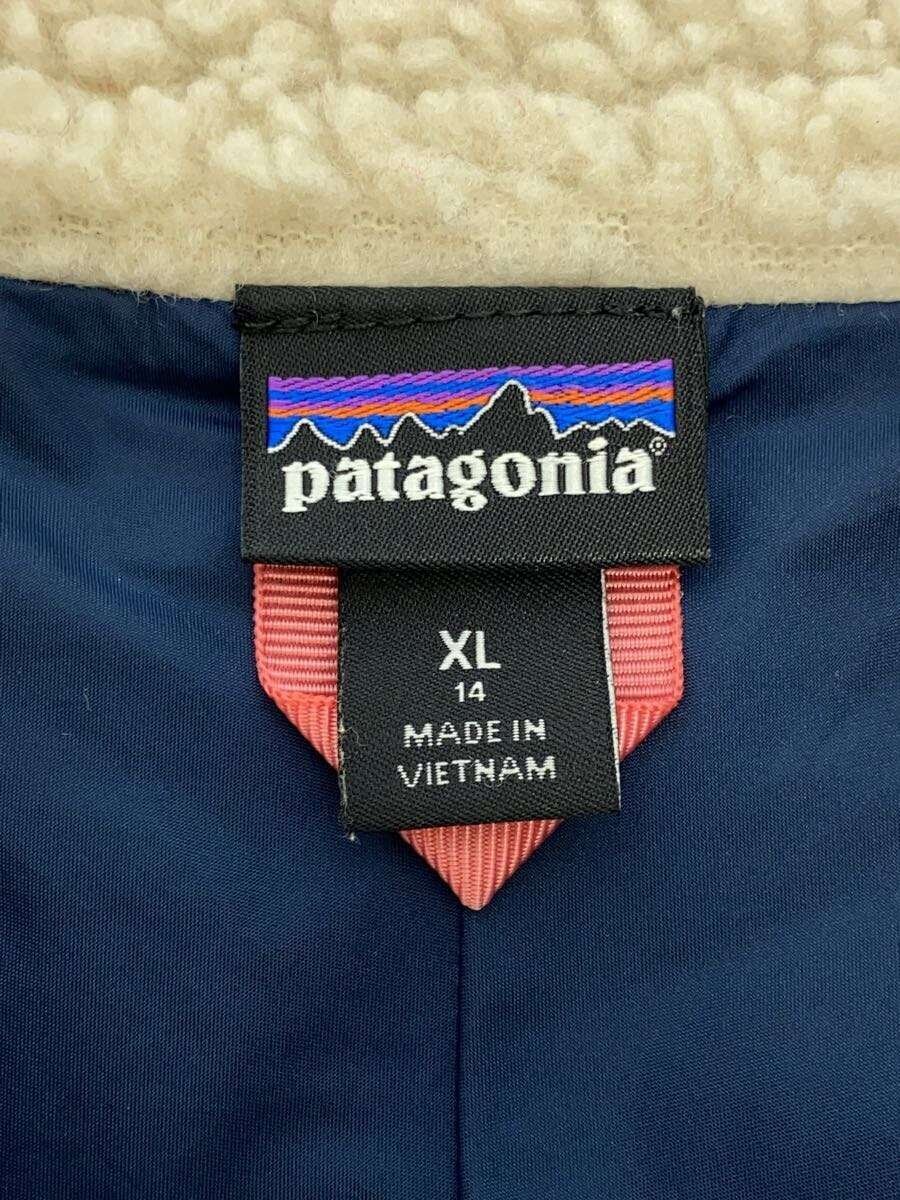 patagonia®
XL
14
MADE IN
VIETNAM